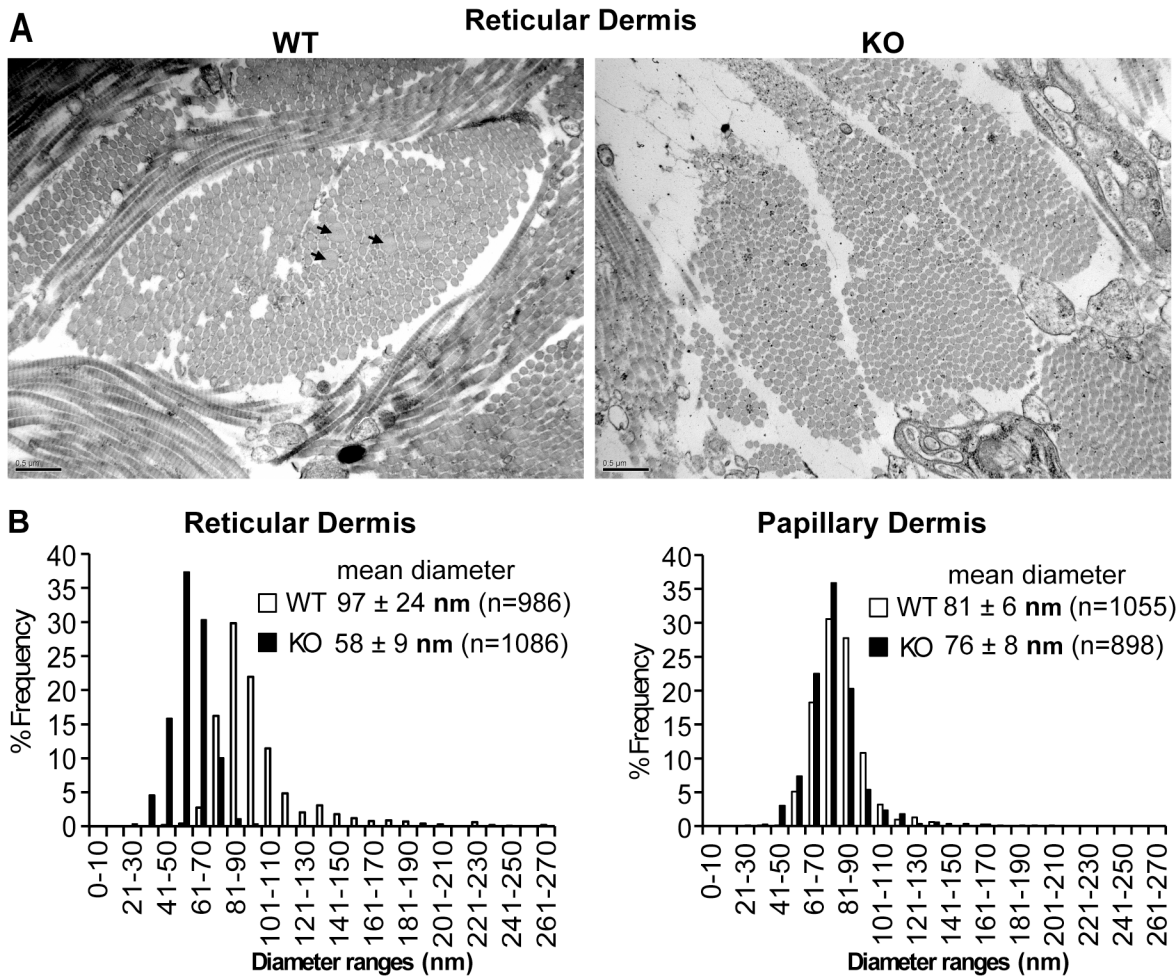 A
Reticular Dermis
WT
KO
0.5 µm
0.5 µm
B
Reticular Dermis
% Frequency
40
35
30
25
20
15
10
5
0
mean diameter
WT 97 ± 24 nm (n=986)
KO 58 ± 9 nm (n=1086)
0-10
21-30
41-50
61-70
81-90
101-110
121-130
141-150
161-170
181-190
201-210
221-230
241-250
261-270
Diameter ranges (nm)
Papillary Dermis
% Frequency
40
35
30
25
20
15
10
5
0
mean diameter
WT 81 ± 6 nm (n=1055)
KO 76 ± 8 nm (n=898)
0-10
21-30
41-50
61-70
81-90
101-110
121-130
141-150
161-170
181-190
201-210
221-230
241-250
261-270
Diameter ranges (nm)